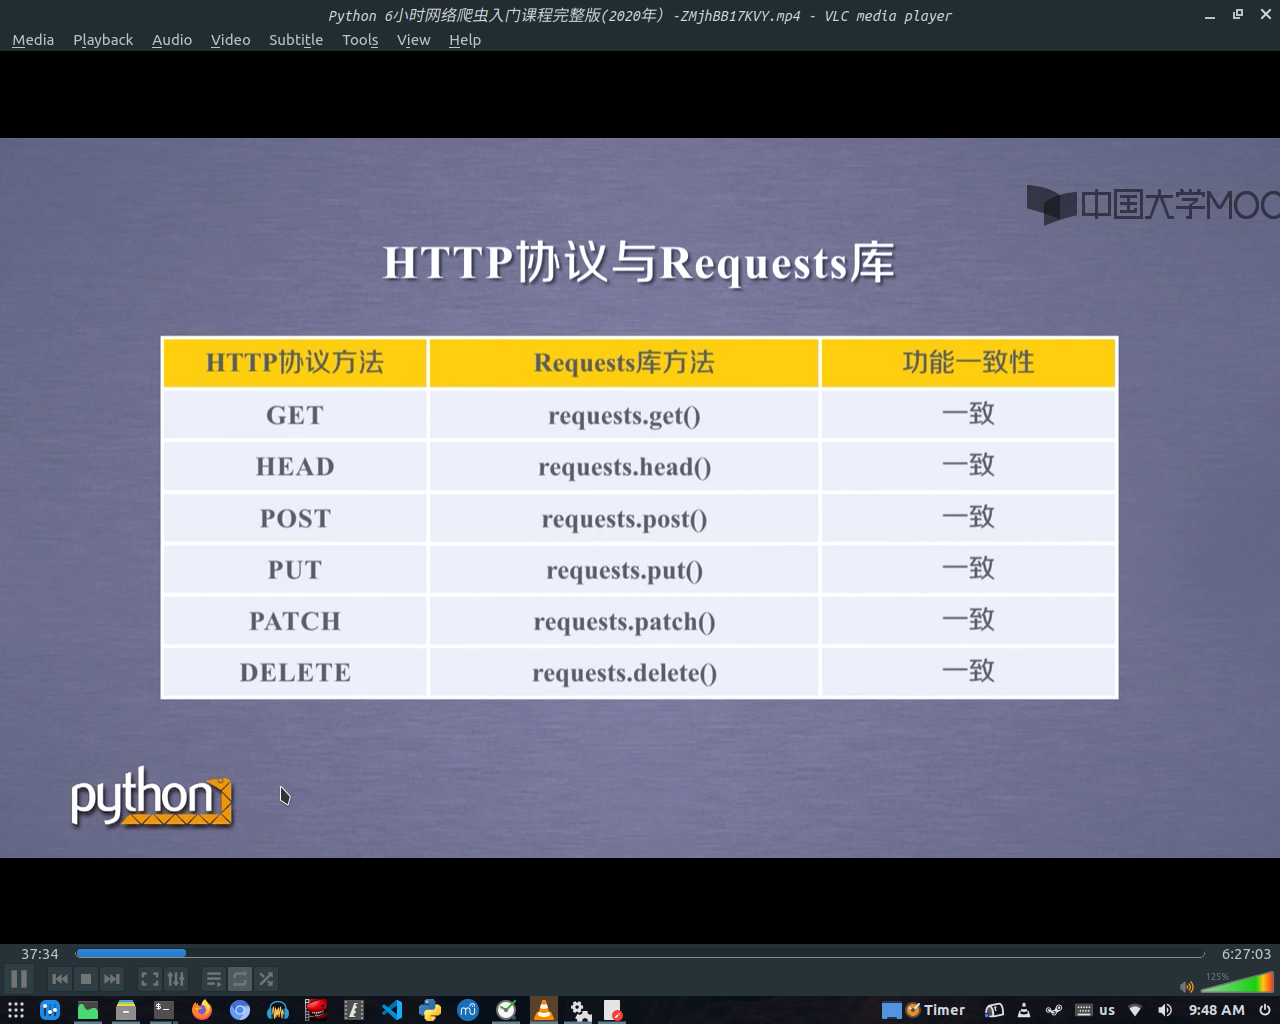 Python 6小时网络爬虫入门课程完整版(2020年）-ZMjhBB17KVY.mp4 - VLC media player
Media Playback Audio Video Subtitle Tools View Help
中国大学MOO
HTTP协议与Requests库
HTTP协议方法 Requests库方法 功能一致性
GET requests.get() 一致
HEAD requests.head() 一致
POST requests.post() 一致
PUT requests.put() 一致
PATCH requests.patch() 一致
DELETE requests.delete() 一致
python
37:34 6:27:03
125%
Timer us 9:48 AM